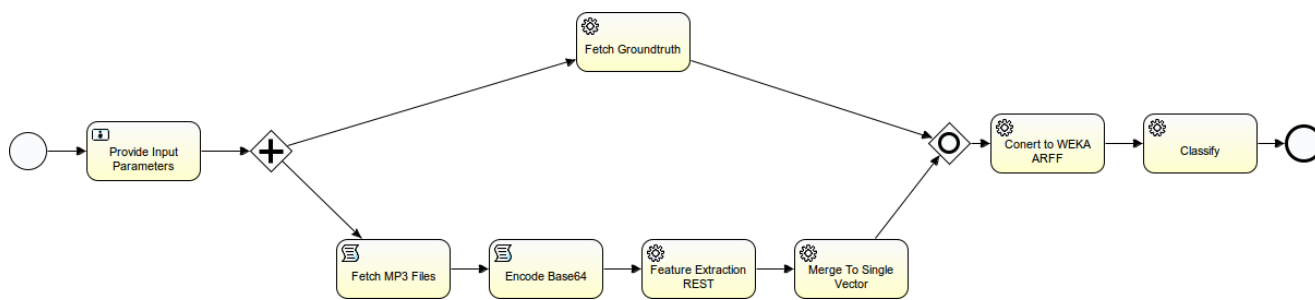 Fetch Groundtruth
Provide Input
Parameters
Conert to WEKA
ARFF
Classify
Fetch MP3 Files
Encode Base64
Feature Extraction
REST
Merge To Single
Vector